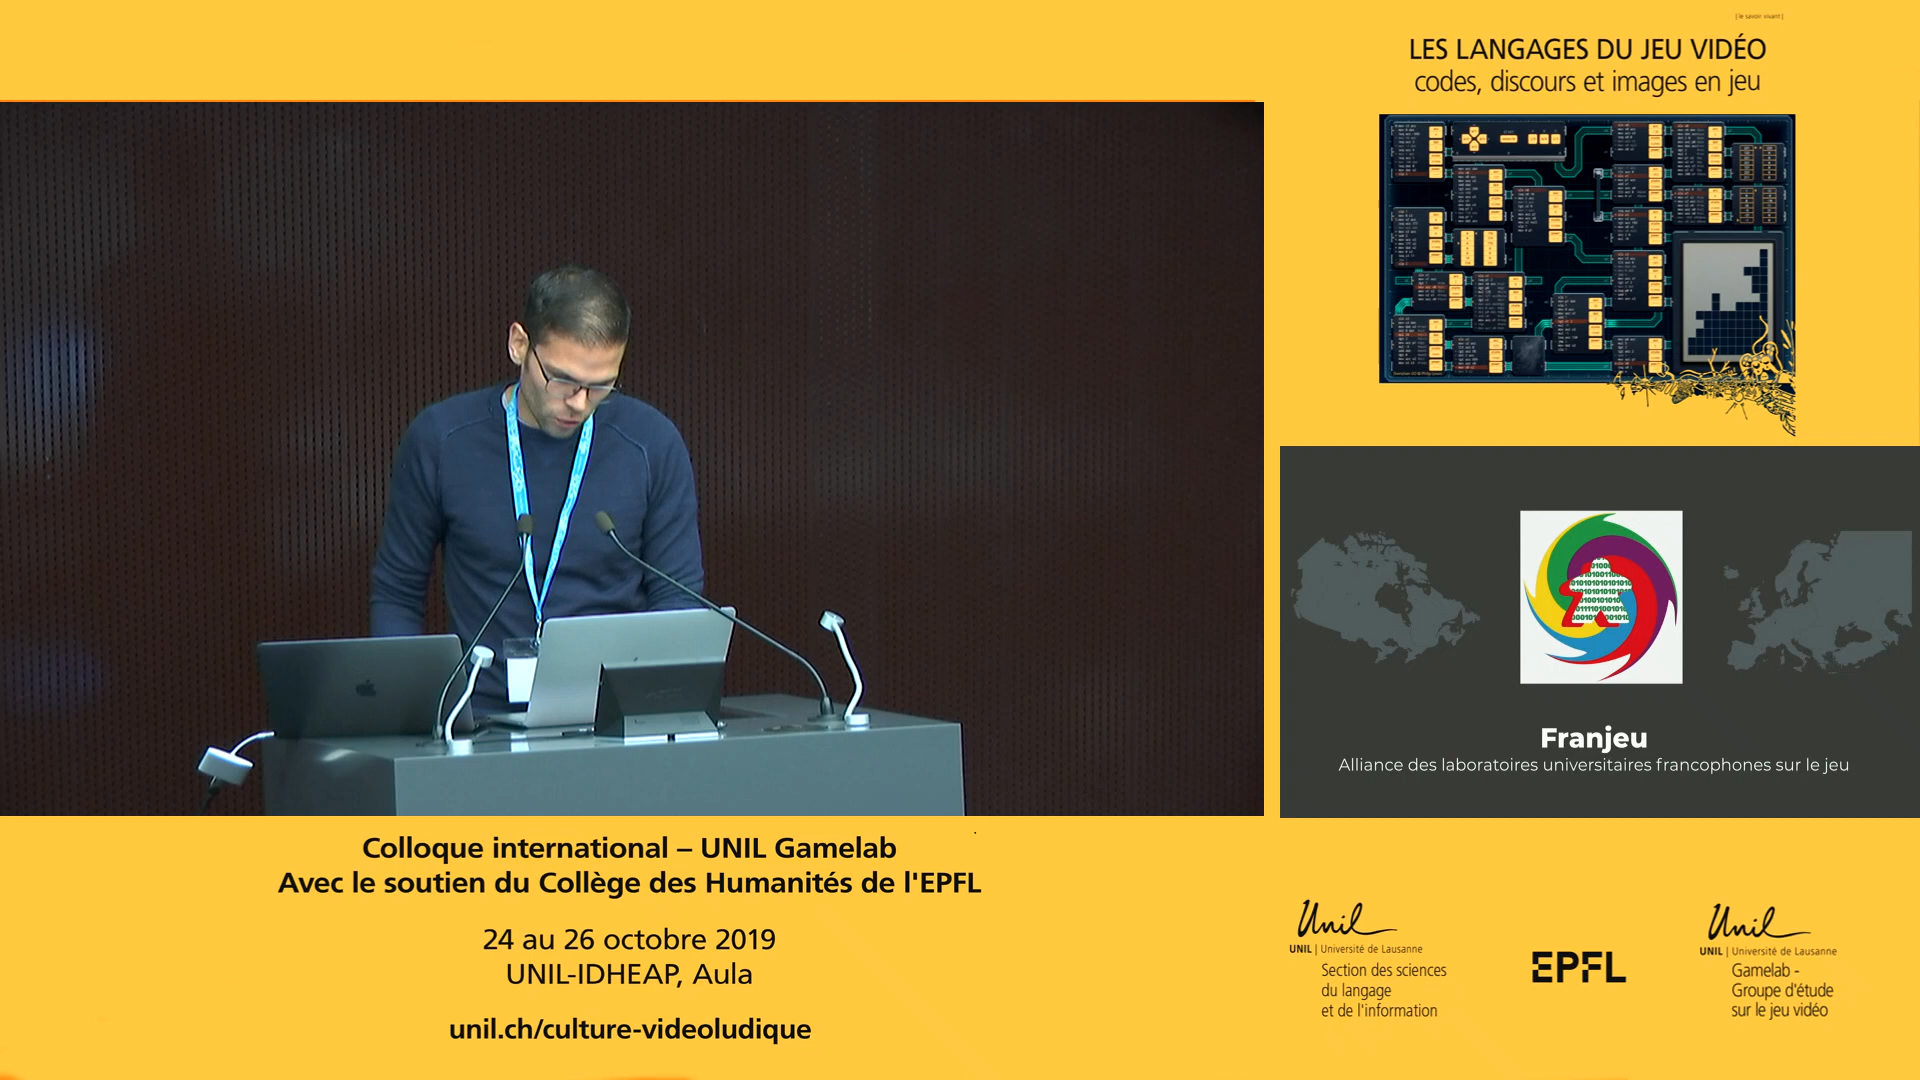 [ le savoir vivant ]
LES LANGAGES DU JEU VIDÉO
codes, discours et images en jeu
Franjeu
Alliance des laboratoires universitaires francophones sur le jeu
Colloque international – UNIL Gamelab
Avec le soutien du Collège des Humanités de l'EPFL
24 au 26 octobre 2019
UNIL-IDHEAP, Aula
unil.ch/culture-videoludique
Unil
UNIL | Université de Lausanne
Section des sciences
du langage
et de l'information
EPFL
Unil
UNIL | Université de Lausanne
Gamelab -
Groupe d'étude
sur le jeu vidéo